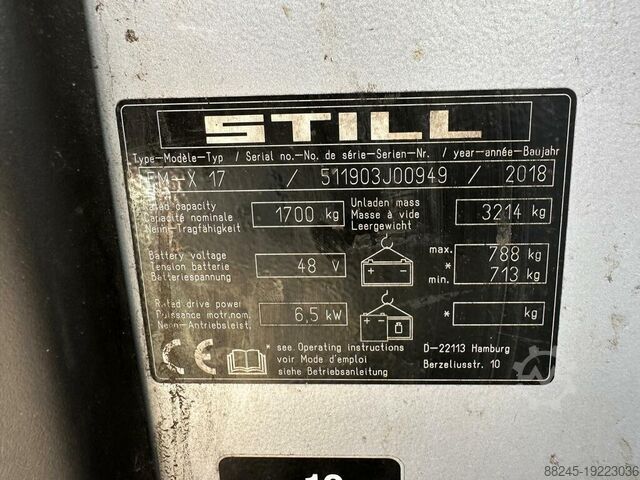 STILL
Type-Modèle-Typ / Serial no.-No. de série-Serien-Nr. / year-année-Baujahr
FM-X 17 / 511903J00949 / 2018
Rated capacity
Capacité nominale
Nenn-Tragfähigkeit
1700 kg
Unladen mass
Masse à vide
Leergewicht
3214 kg
Battery voltage
Tension batterie
Batteriespannung
48 V
max. 788 kg
*
min. 713 kg
Rated drive power
Puissance motr.nom.
Nenn-Antriebsleist.
6,5 kW
* kg
CE
* see Operating instructions
voir Mode d'emploi
siehe Betriebsanleitung
D-22113 Hamburg
Berzeliusstr. 10
88245-19223036